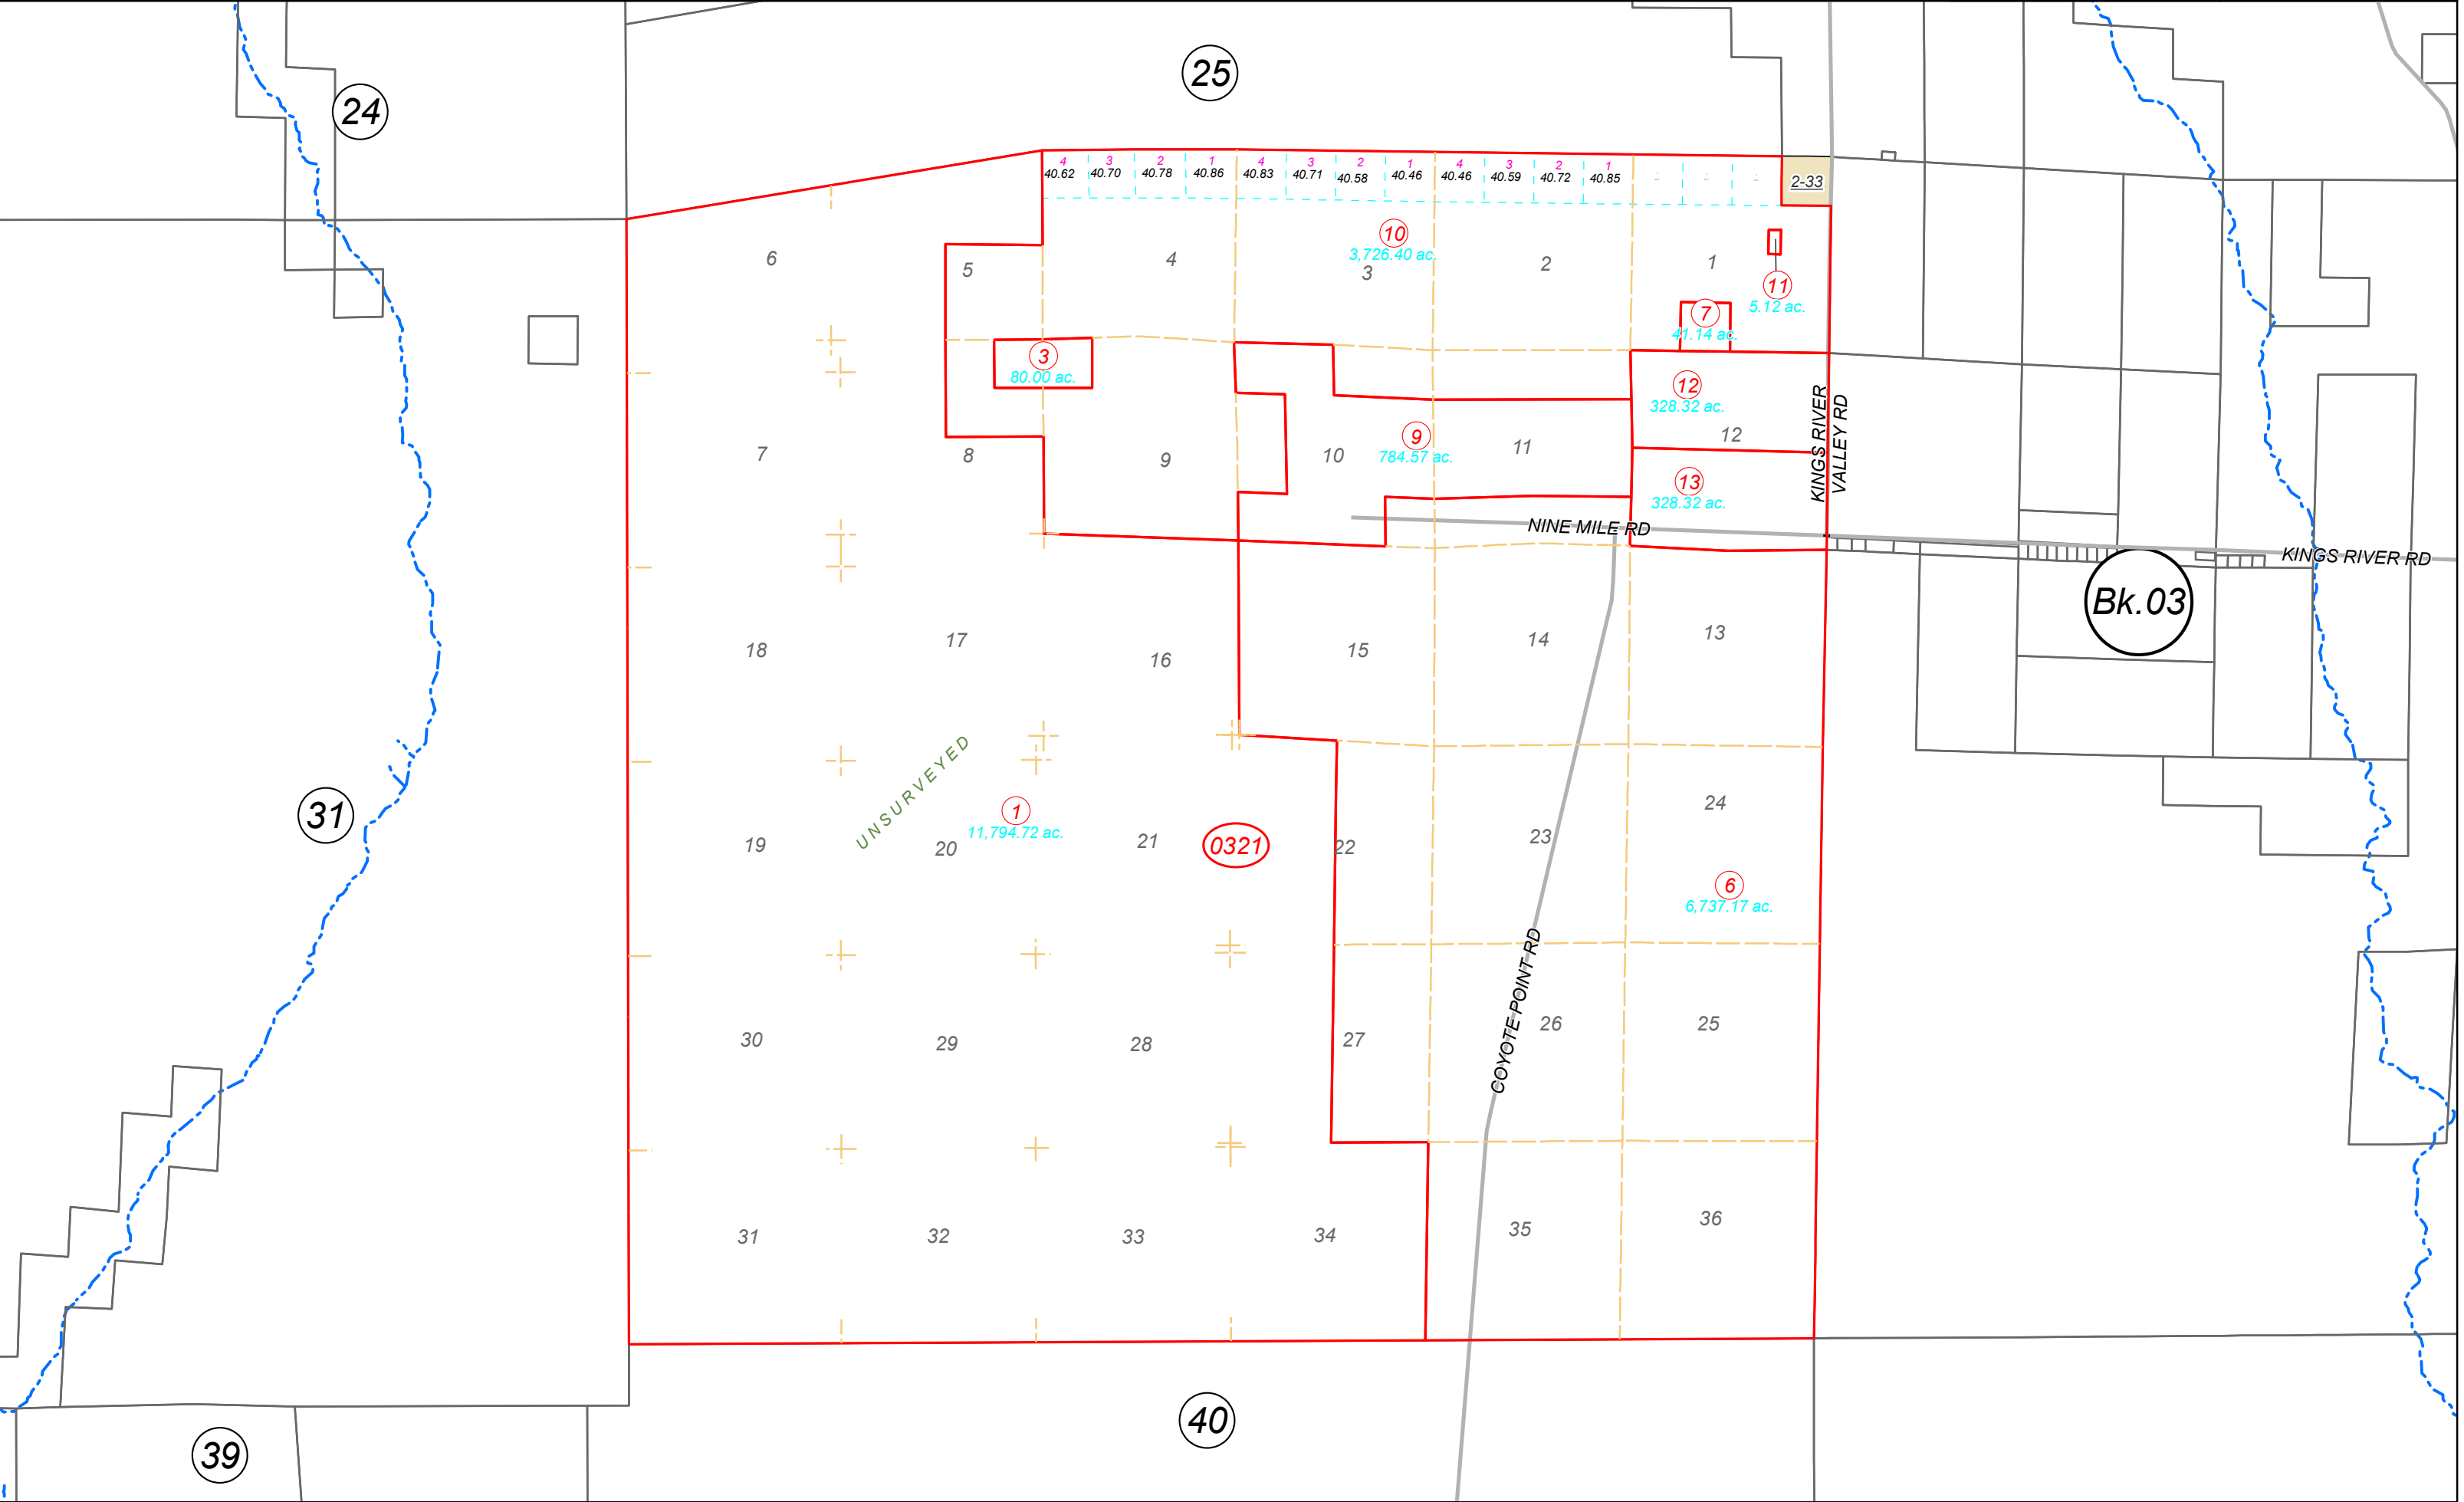 25
24
4 3 2 1 4 3 2 1 4 3 2 1
40.62 40.70 40.78 40.86 40.83 40.71 40.58 40.46 40.46 40.59 40.72 40.85
2-33
10
3,726.40 ac.
6
5
4
3
2
1
11
5.12 ac.
7
41.14 ac.
3
80.00 ac.
12
328.32 ac.
KINGS RIVER
VALLEY RD
9
784.57 ac.
7
8
9
10
11
12
13
328.32 ac.
NINE MILE RD
KINGS RIVER RD
Bk.03
18
17
16
15
14
13
UNSURVEYED
1
11,794.72 ac.
31
19
20
21
0321
22
23
24
6
6,737.17 ac.
COYOTE POINT RD
30
29
28
27
26
25
31
32
33
34
35
36
40
39